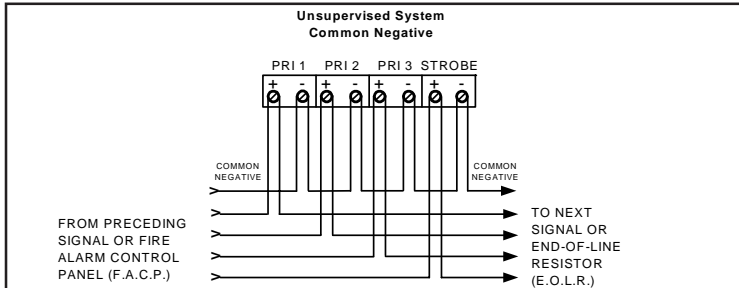 Unsupervised System
Common Negative
PRI 1 PRI 2 PRI 3 STROBE
+ - + - + - + -
COMMON
NEGATIVE
COMMON
NEGATIVE
FROM PRECEDING
SIGNAL OR FIRE
ALARM CONTROL
PANEL (F.A.C.P.)
TO NEXT
SIGNAL OR
END-OF-LINE
RESISTOR
(E.O.L.R.)